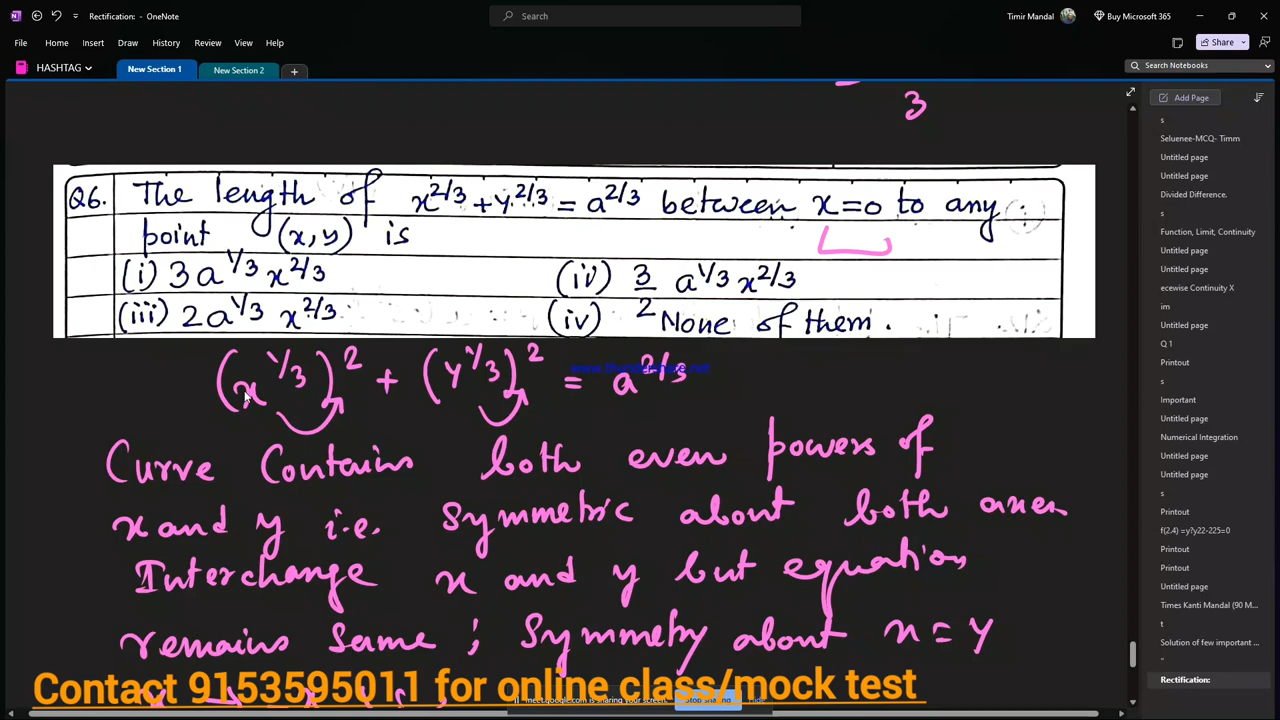 Rectification: - OneNote
Search
Timir Mandal
Buy Microsoft 365
File Home Insert Draw History Review View Help
Share
HASHTAG
New Section 1
New Section 2
Search Notebooks
Add Page
3
Q6. The length of x^2/3 + y^2/3 = a^2/3 between x=0 to any
point (x,y) is
(i) 3a^1/3 x^2/3 (iv) 3/2 a^1/3 x^2/3
(iii) 2a^1/3 x^2/3 (iv) None of them.
(x^1/3)^2 + (y^1/3)^2 = a^2/3
Curve Contains both even powers of
x and y i.e. symmetric about both axes
Interchange x and y but equation
remains same ; Symmetry about x = y
Contact 9153595011 for online class/mock test
s
Seluenee-MCQ- Timm
Untitled page
Untitled page
Divided Difference.
s
Function, Limit, Continuity
Untitled page
Untitled page
ecewise Continuity X
im
Untitled page
Q 1
Printout
s
Important
Untitled page
Numerical Integration
Untitled page
Untitled page
s
Printout
f(2.4) =y?y22-225=0
Printout
Printout
Untitled page
Times Kanti Mandal (90 M...
t
Solution of few important ...
"
Rectification: